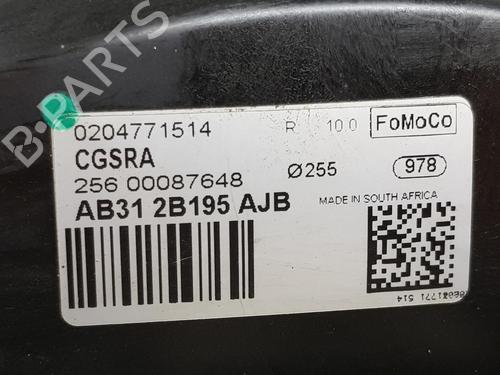 B-PARTS
0204771514 R 10.0 FoMoCo
CGSRA
256 00087648 Ø255 978
AB31 2B195 AJB MADE IN SOUTH AFRICA